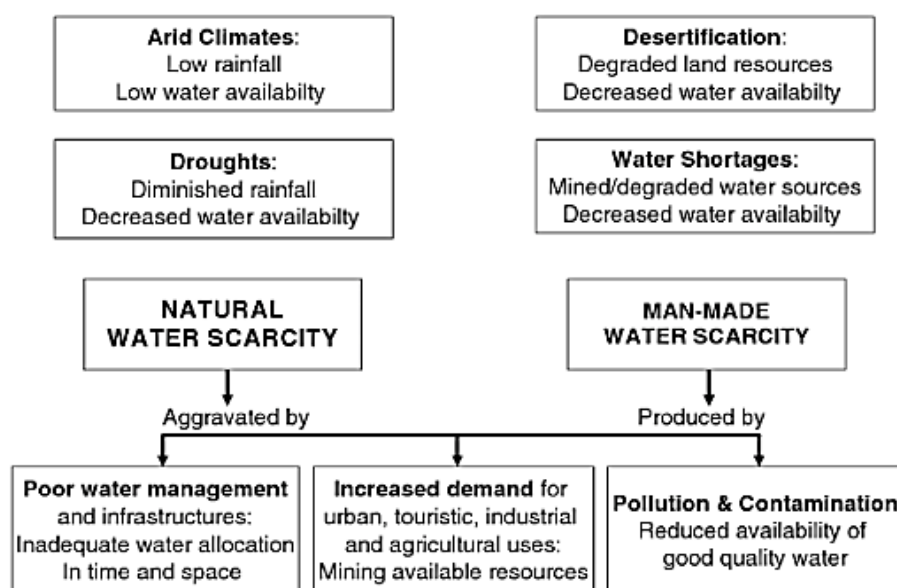 Arid Climates:
Low rainfall
Low water availabilty
Desertification:
Degraded land resources
Decreased water availabilty
Droughts:
Diminished rainfall
Decreased water availabilty
Water Shortages:
Mined/degraded water sources
Decreased water availabilty
NATURAL
WATER SCARCITY
MAN-MADE
WATER SCARCITY
Aggravated by
Produced by
Poor water management
and infrastructures:
Inadequate water allocation
In time and space
Increased demand for
urban, touristic, industrial
and agricultural uses:
Mining available resources
Pollution & Contamination
Reduced availability of
good quality water